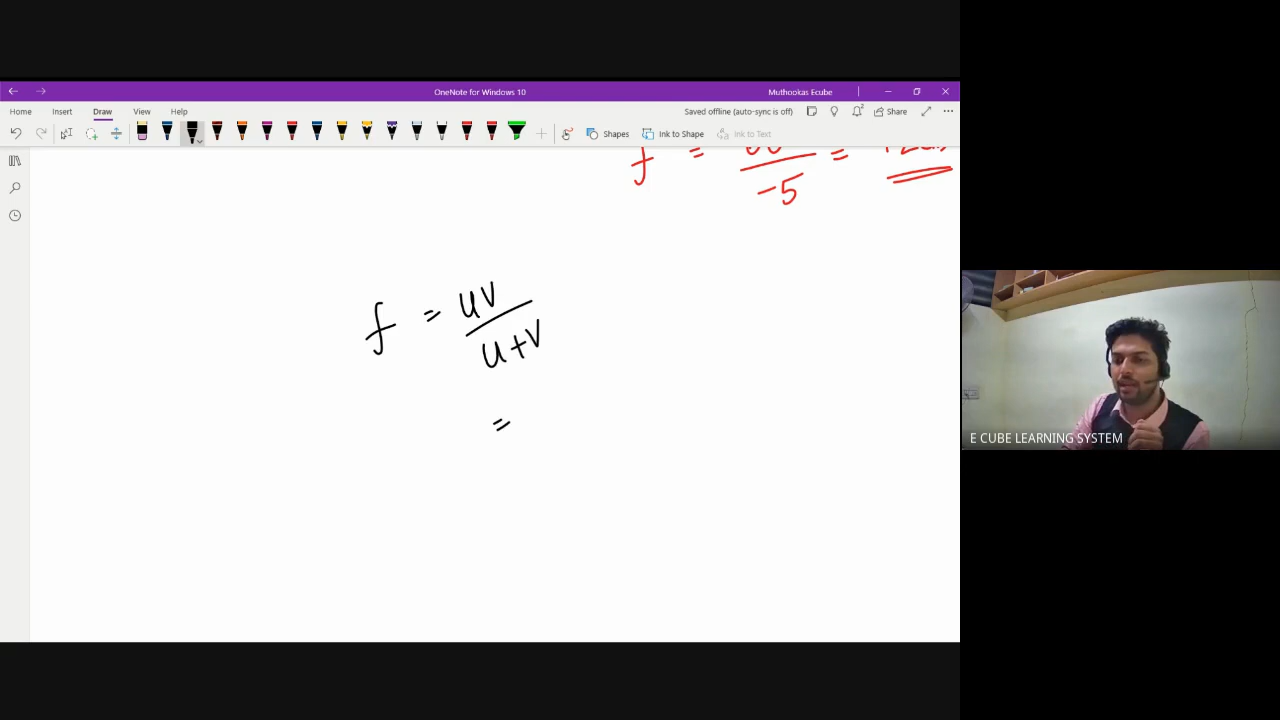 OneNote for Windows 10
Muthookas Ecube
Home Insert Draw View Help
Saved offline (auto-sync is off)
Share
Shapes
Ink to Shape
Ink to Text
f = 
-5
=
f = uv
u+v
=
E CUBE LEARNING SYSTEM